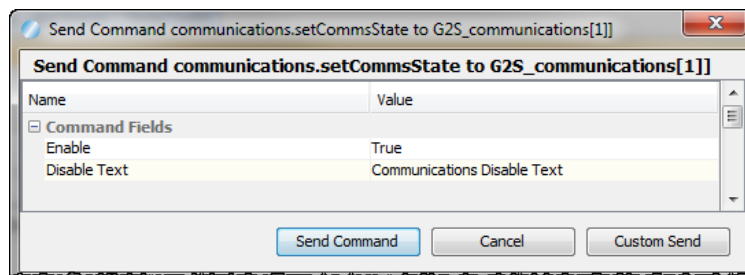 Send Command communications.setCommsState to G2S_communications[1]]
Send Command communications.setCommsState to G2S_communications[1]]
Name Value
Command Fields
Enable True
Disable Text Communications Disable Text
Send Command Cancel Custom Send